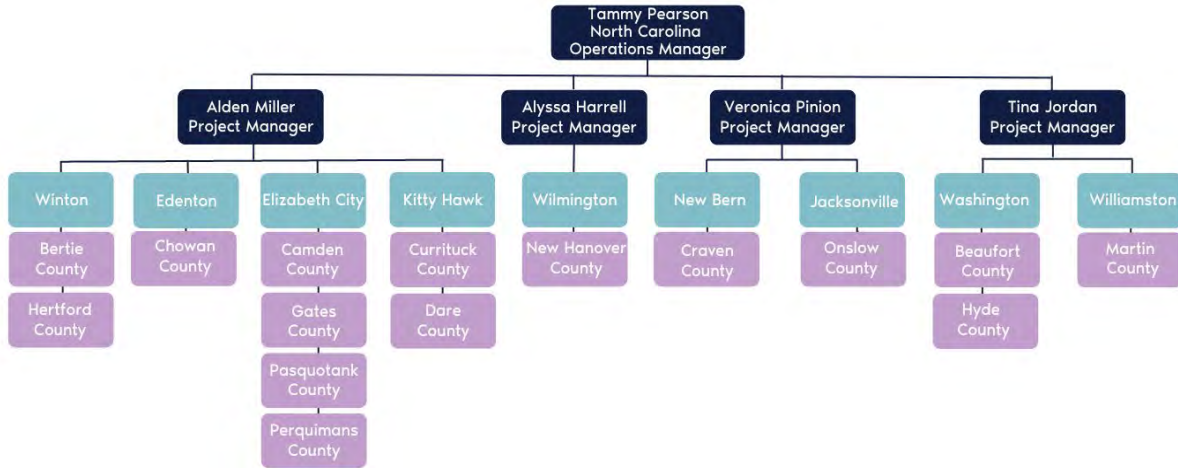 Tammy Pearson
North Carolina
Operations Manager
Alden Miller
Project Manager
Alyssa Harrell
Project Manager
Veronica Pinion
Project Manager
Tina Jordan
Project Manager
Winton
Edenton
Elizabeth City
Kitty Hawk
Wilmington
New Bern
Jacksonville
Washington
Williamston
Bertie
County
Chowan
County
Camden
County
Currituck
County
New Hanover
County
Craven
County
Onslow
County
Beaufort
County
Martin
County
Hertford
County
Gates
County
Dare
County
Hyde
County
Pasquotank
County
Perquimans
County